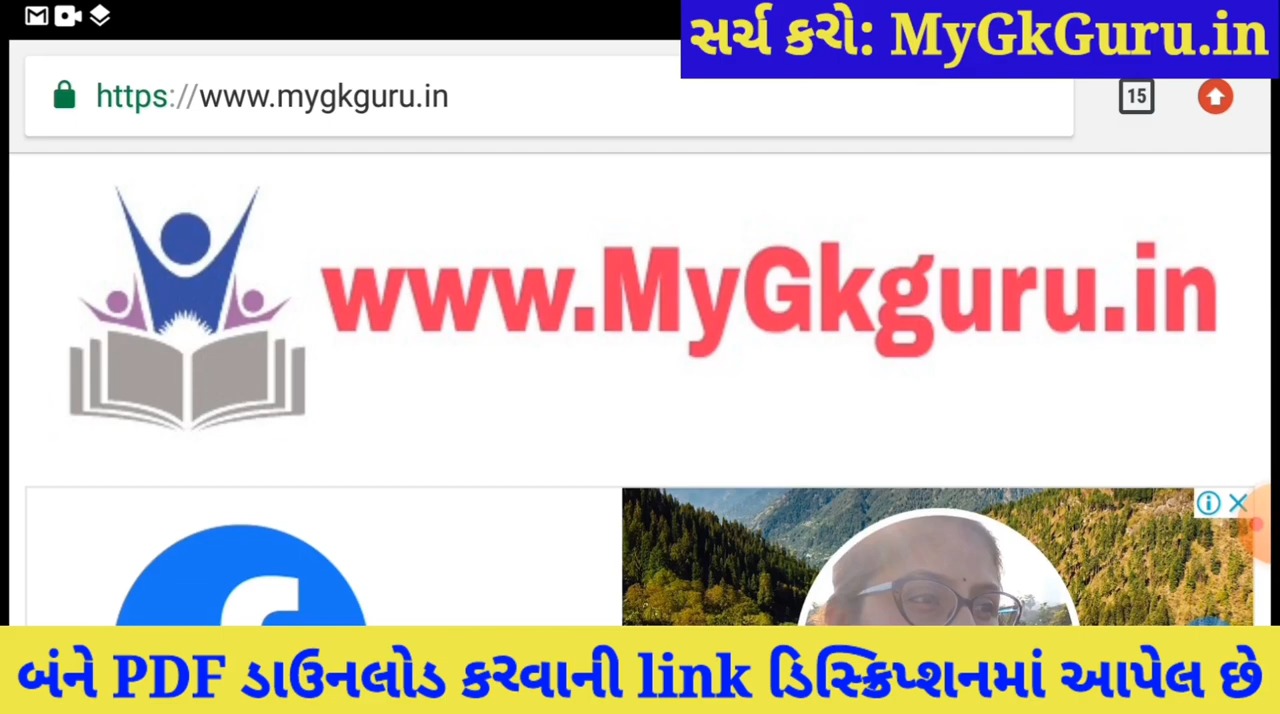 સર્ચ કરો: MyGkGuru.in
https://www.mygkguru.in
15
www.MyGkguru.in
બંને PDF ડાઉનલોડ કરવાની link ડિસ્ક્રિપ્શનમાં આપેલ છે